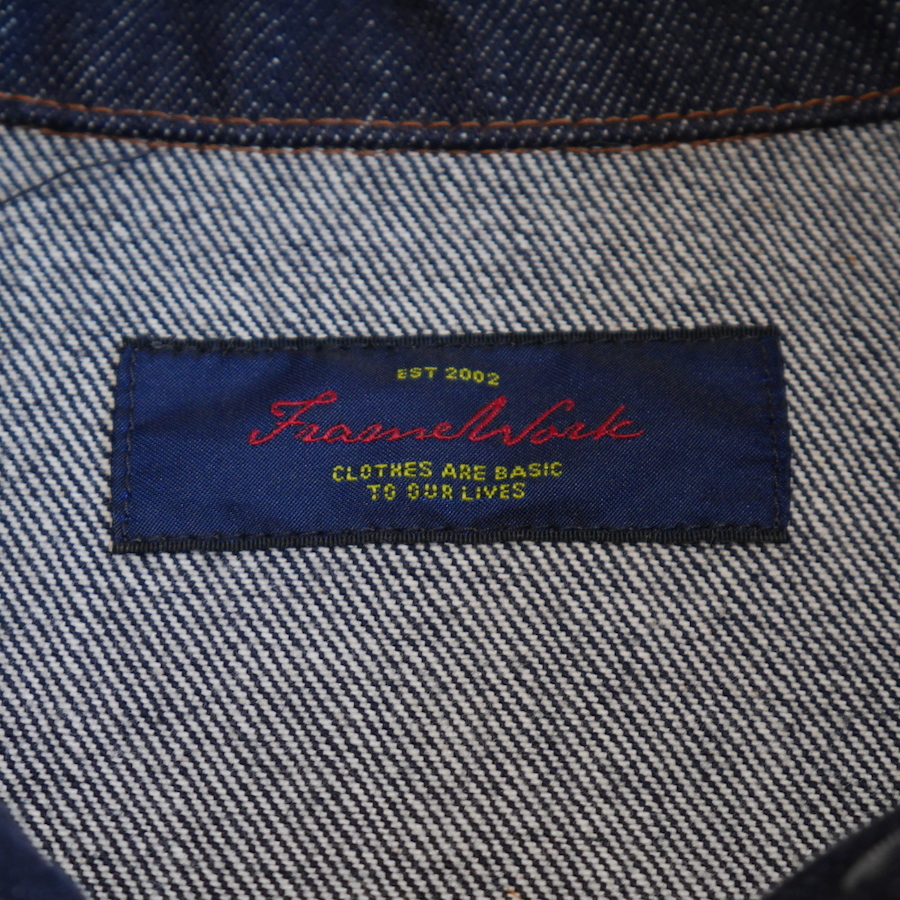 EST 2002
FrameWork
CLOTHES ARE BASIC
TO OUR LIVES